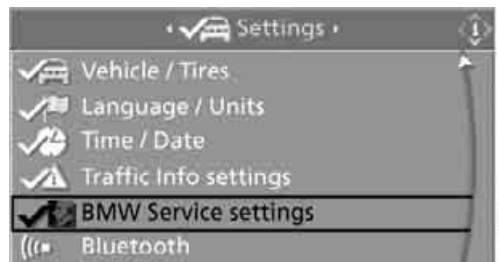 Settings
Vehicle / Tires
Language / Units
Time / Date
Traffic Info settings
BMW Service settings
Bluetooth